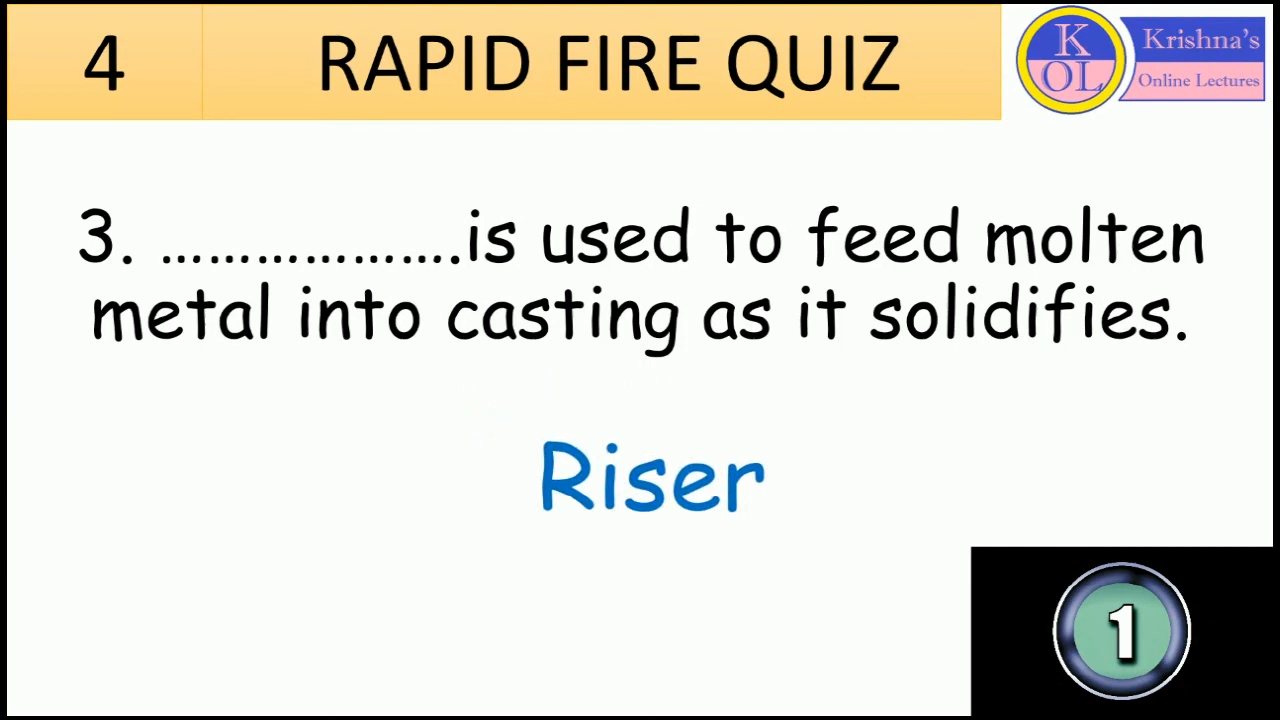 4 RAPID FIRE QUIZ
K
OL
Krishna's
Online Lectures
3. ……………….is used to feed molten
metal into casting as it solidifies.
Riser
1